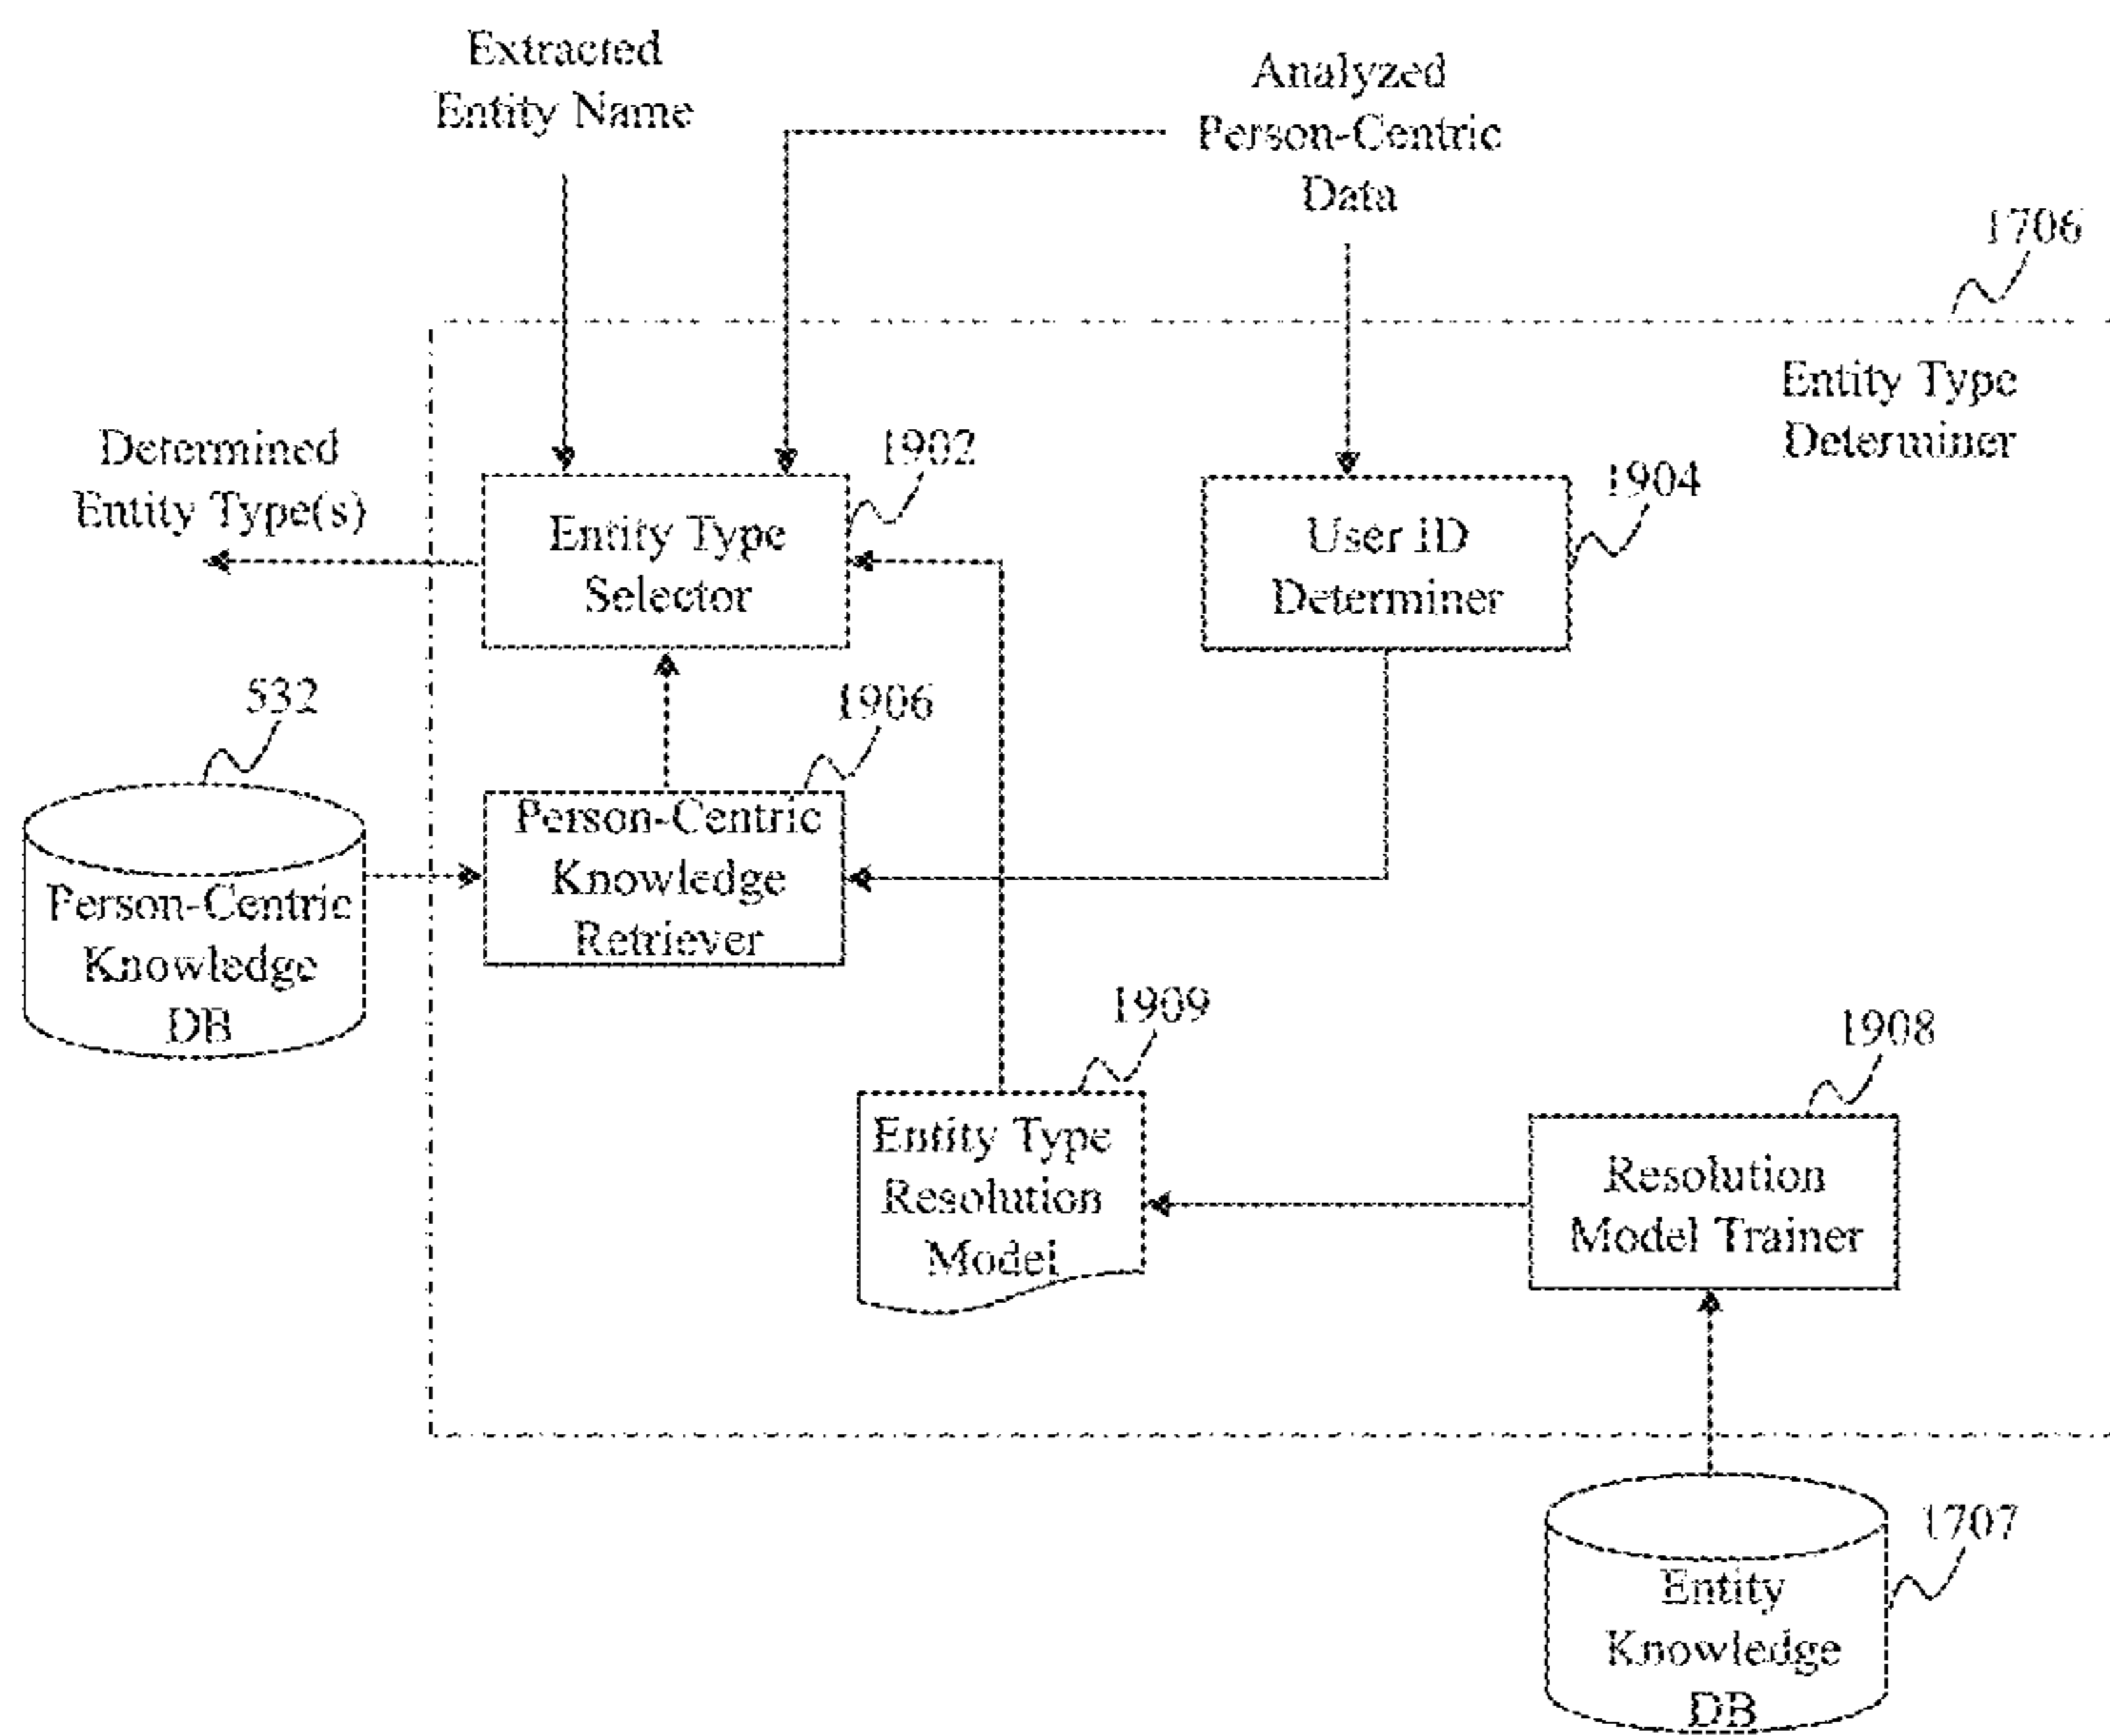 Extracted
Entity Name
Analyzed
Person-Centric
Data
1706
Entity Type
Determiner
Determined
Entity Type(s)
1902
Entity Type
Selector
1904
User ID
Determiner
532
1906
Person-Centric
Knowledge
Retriever
Person-Centric
Knowledge
DB
1909
1908
Entity Type
Resolution
Model
Resolution
Model Trainer
1707
Entity
Knowledge
DB